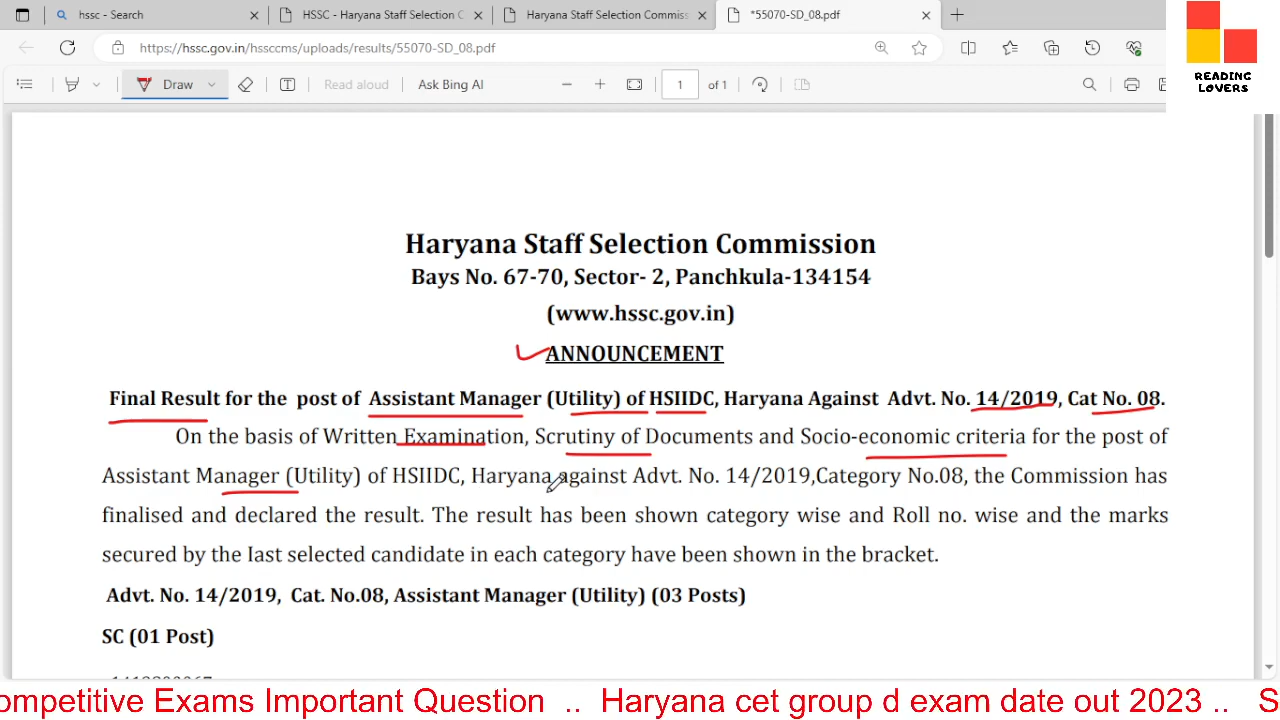 hssc - Search
HSSC - Haryana Staff Selection C
Haryana Staff Selection Commiss
*55070-SD_08.pdf
https://hssc.gov.in/hssccms/uploads/results/55070-SD_08.pdf
READING
LOVERS
Draw
Read aloud
Ask Bing AI
1
of 1
Haryana Staff Selection Commission
Bays No. 67-70, Sector- 2, Panchkula-134154
(www.hssc.gov.in)
ANNOUNCEMENT
Final Result for the post of Assistant Manager (Utility) of HSIIDC, Haryana Against Advt. No. 14/2019, Cat No. 08.
On the basis of Written Examination, Scrutiny of Documents and Socio-economic criteria for the post of
Assistant Manager (Utility) of HSIIDC, Haryana against Advt. No. 14/2019,Category No.08, the Commission has
finalised and declared the result. The result has been shown category wise and Roll no. wise and the marks
secured by the last selected candidate in each category have been shown in the bracket.
Advt. No. 14/2019, Cat. No.08, Assistant Manager (Utility) (03 Posts)
SC (01 Post)
ompetitive Exams Important Question .. Haryana cet group d exam date out 2023 .. S